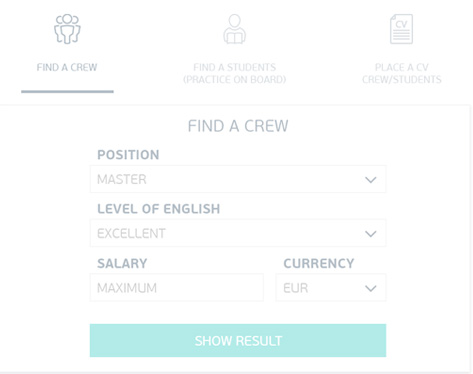 CV
FIND A CREW
FIND A STUDENTS
(PRACTICE ON BOARD)
PLACE A CV
CREW/STUDENTS
FIND A CREW
POSITION
MASTER
LEVEL OF ENGLISH
EXCELLENT
SALARY
CURRENCY
MAXIMUM
EUR
SHOW RESULT